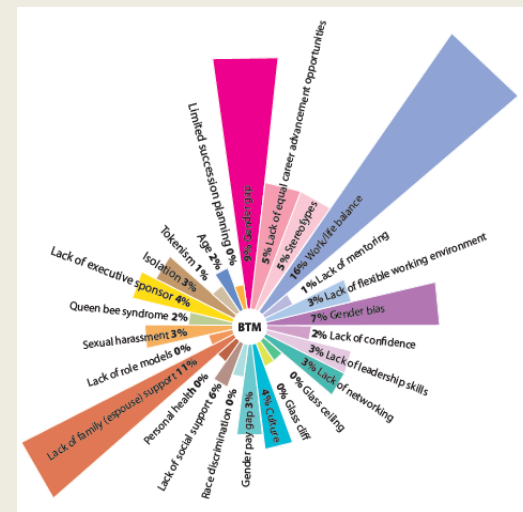 9% Gender gap
5% Lack of equal career advancement opportunities
5% Stereotypes
16% Work/life balance
1% Lack of mentoring
3% Lack of flexible working environment
7% Gender bias
2% Lack of confidence
3% Lack of leadership skills
3% Lack of networking
0% Glass ceiling
0% Glass cliff
4% Culture
Gender pay gap 3%
Race discrimination 0%
Lack of social support 6%
Personal health 0%
Lack of family (espouse) support 11%
Lack of role models 0%
Sexual harassment 3%
Queen bee syndrome 2%
Lack of executive sponsor 4%
Isolation 3%
Tokenism 1%
Age 2%
Limited succession planning 0%
BTM